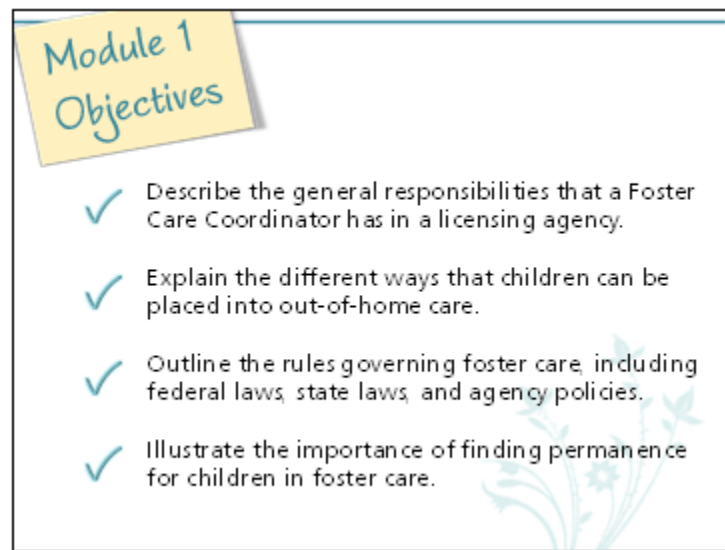 Module 1
Objectives
Describe the general responsibilities that a Foster
Care Coordinator has in a licensing agency.
Explain the different ways that children can be
placed into out-of-home care.
Outline the rules governing foster care, including
federal laws, state laws, and agency policies.
Illustrate the importance of finding permanence
for children in foster care.